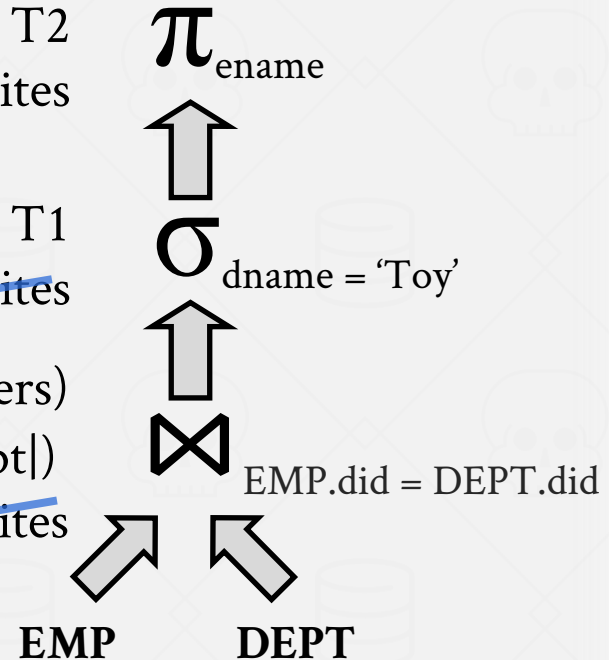 T2 π ename
ites
T1
σ dname = ‘Toy’
ites
ers)
ot|)
⋈ EMP.did = DEPT.did
ites
EMP DEPT